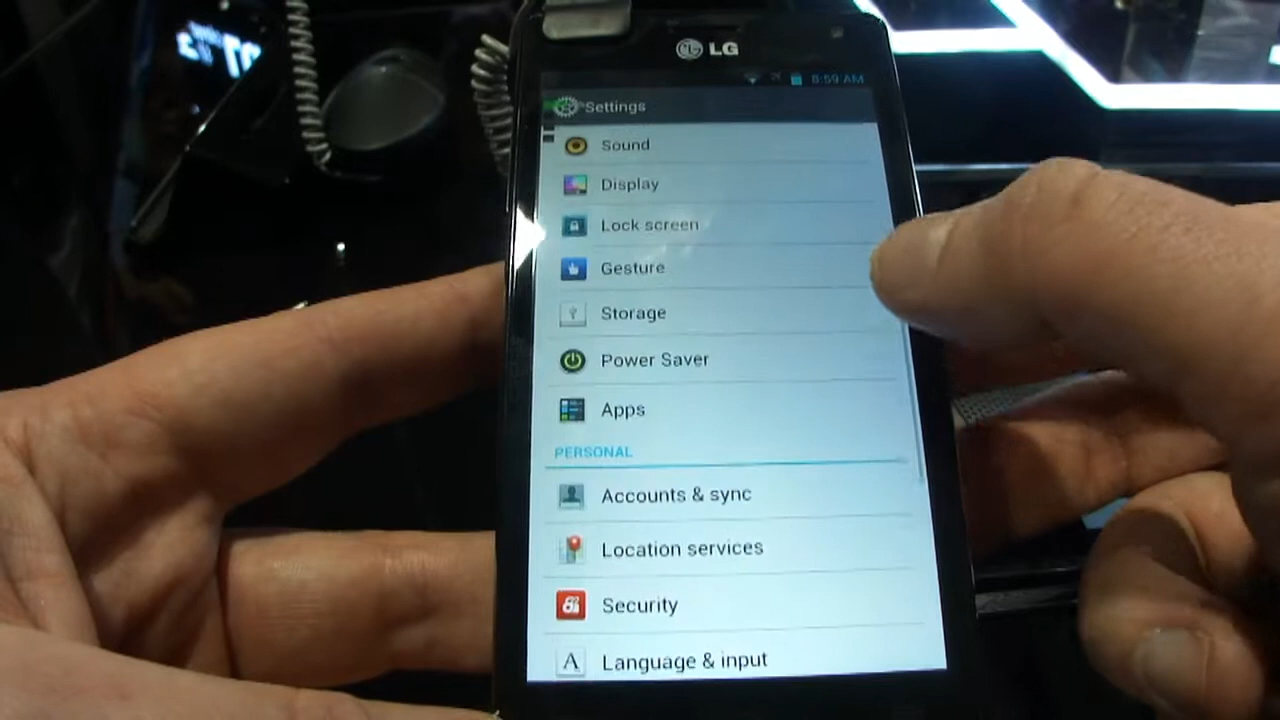 LG
8:59 AM
Settings
Sound
Display
Lock screen
Gesture
Storage
Power Saver
Apps
PERSONAL
Accounts & sync
Location services
Security
A Language & input